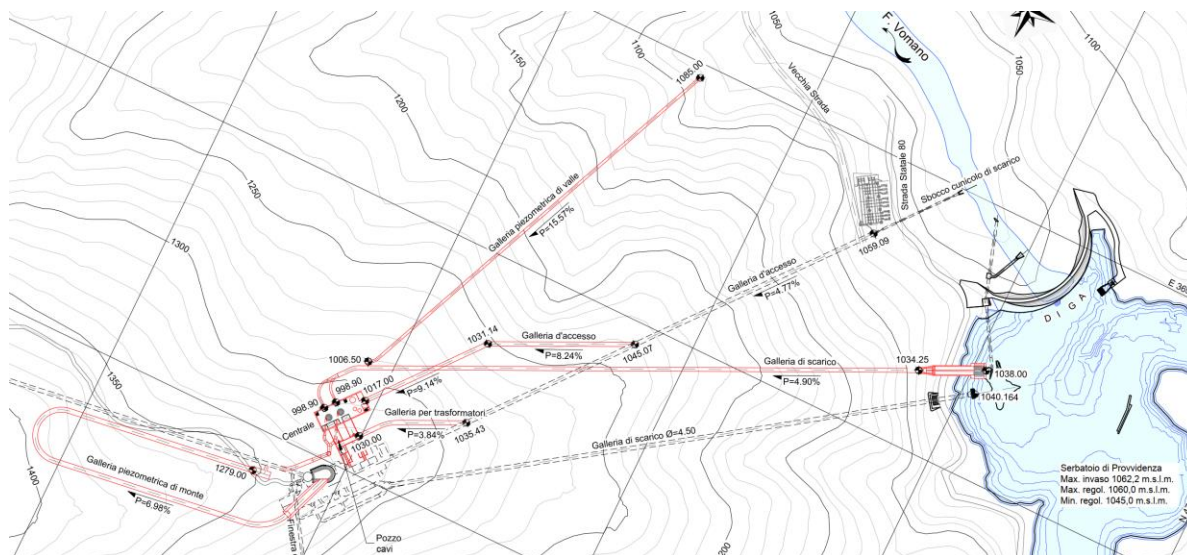 1050
F. Vomano
1100
1050
1100
1150
1200
1250
1300
1350
1400
1085.00
Vecchia Strada
Strada Statale 80
Sbocco cunicolo di scarico
Galleria piezometrica di valle
P=15.57%
1059.09
Galleria d'accesso
P=4.77%
DIGA
1031.14
Galleria d'accesso
P=8.24%
1045.07
1006.50
Galleria di scarico
P=4.90%
1034.25
1038.00
1040.164
998.90
1017.00
P=9.14%
998.90
Centrale
Galleria per trasformatori
P=3.84%
1035.43
1030.00
Galleria di scarico Ø=4.50
1279.00
Galleria piezometrica di monte
P=6.98%
Finestra
Pozzo
cavi
Serbatoio di Provvidenza
Max. invaso 1062,2 m.s.l.m.
Max. regol. 1060,0 m.s.l.m.
Min. regol. 1045,0 m.s.l.m.